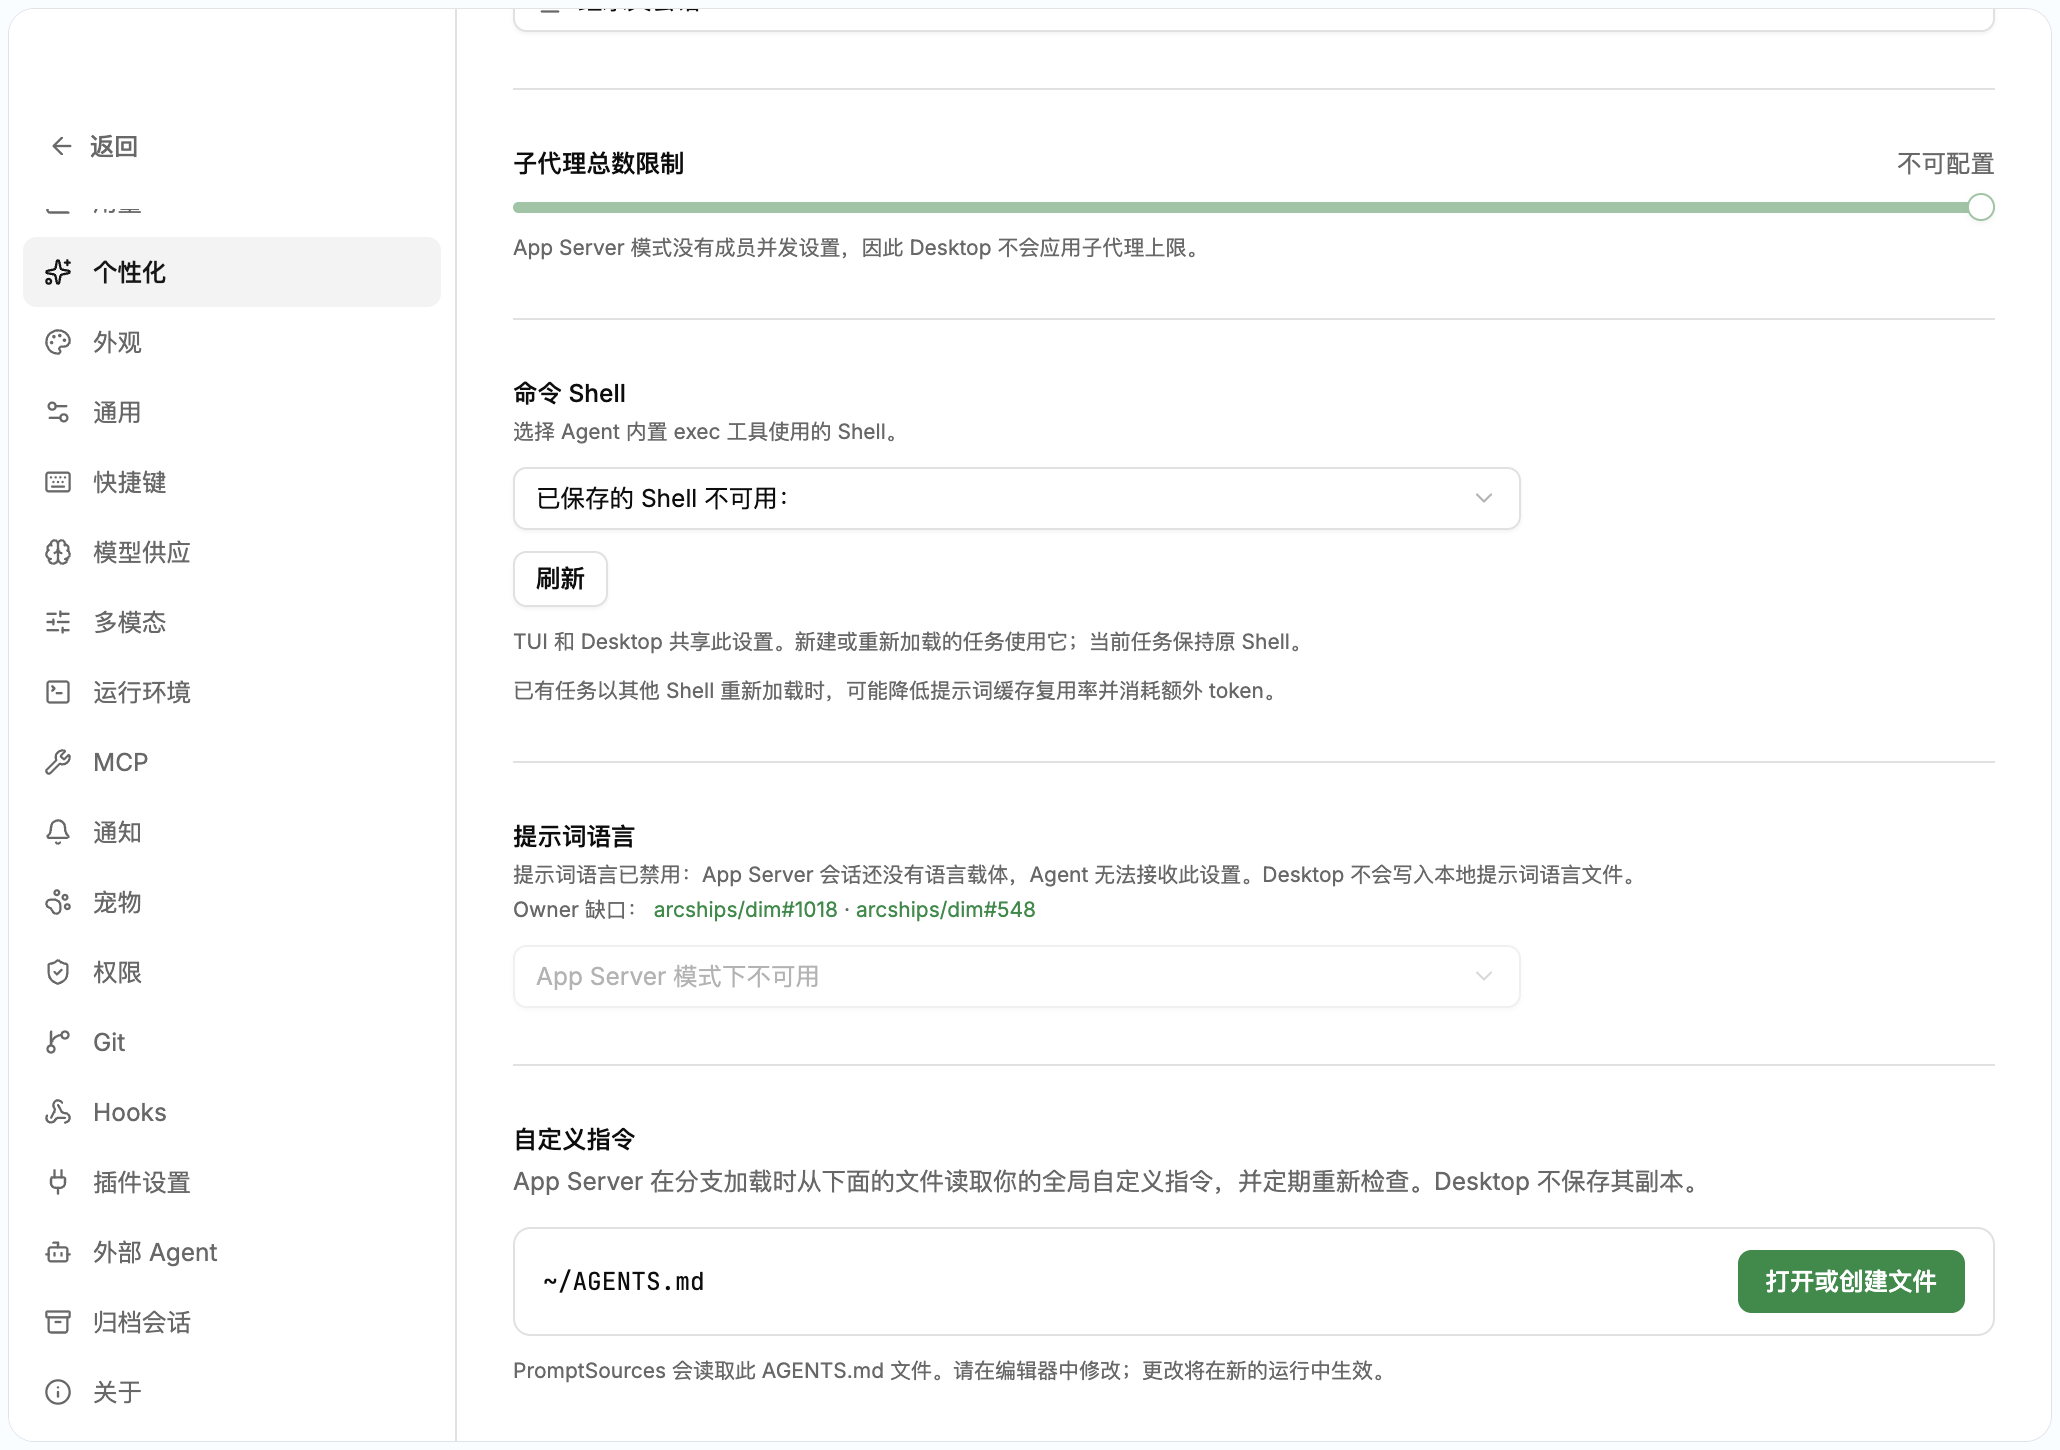 返回
个性化
外观
通用
快捷键
模型供应
多模态
运行环境
MCP
通知
宠物
权限
Git
Hooks
插件设置
外部 Agent
归档会话
关于
子代理总数限制
不可配置
App Server 模式没有成员并发设置，因此 Desktop 不会应用子代理上限。
命令 Shell
选择 Agent 内置 exec 工具使用的 Shell。
已保存的 Shell 不可用：
刷新
TUI 和 Desktop 共享此设置。新建或重新加载的任务使用它；当前任务保持原 Shell。
已有任务以其他 Shell 重新加载时，可能降低提示词缓存复用率并消耗额外 token。
提示词语言
提示词语言已禁用：App Server 会话还没有语言载体，Agent 无法接收此设置。Desktop 不会写入本地提示词语言文件。
Owner 缺口： arcships/dim#1018 · arcships/dim#548
App Server 模式下不可用
自定义指令
App Server 在分支加载时从下面的文件读取你的全局自定义指令，并定期重新检查。Desktop 不保存其副本。
~/AGENTS.md
打开或创建文件
PromptSources 会读取此 AGENTS.md 文件。请在编辑器中修改；更改将在新的运行中生效。